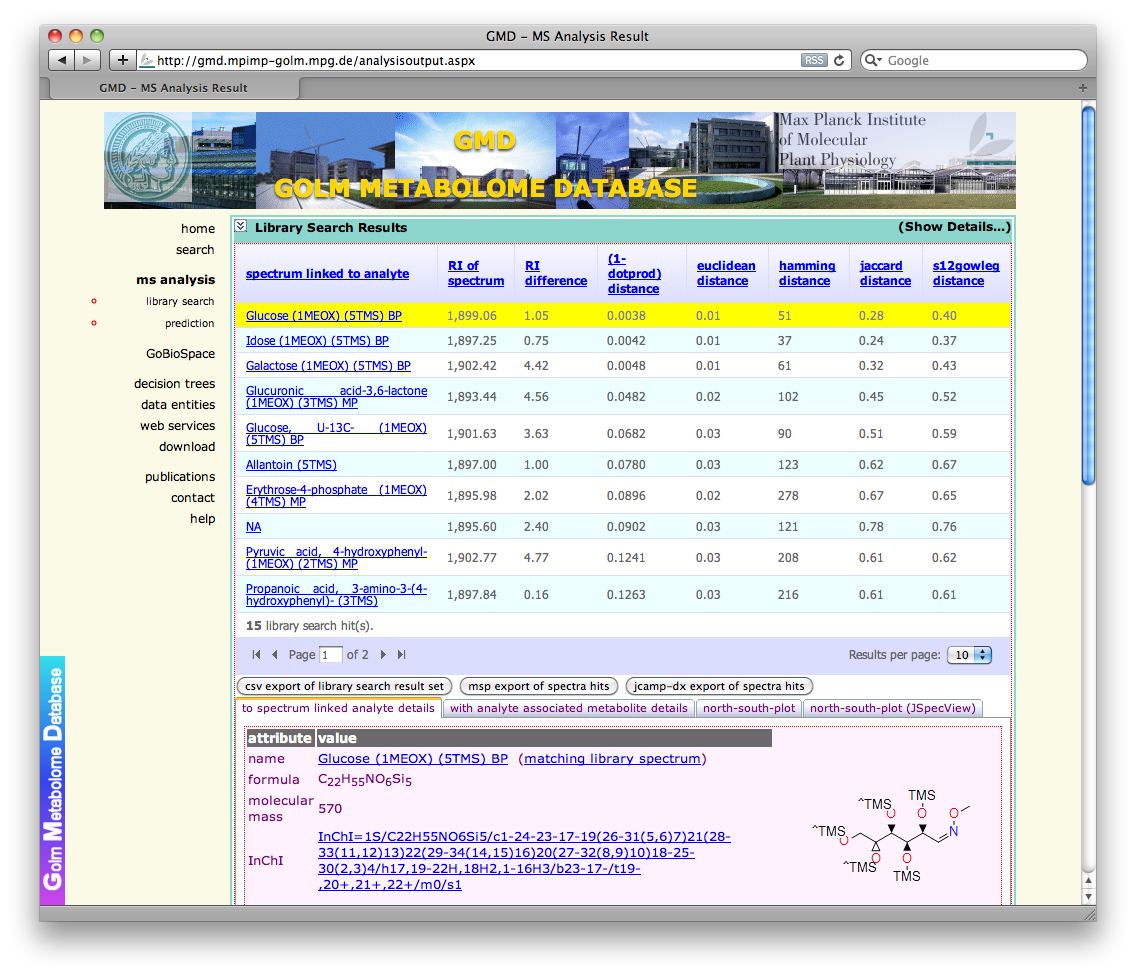 GMD – MS Analysis Result
http://gmd.mpimp-golm.mpg.de/analysisoutput.aspx
RSS
Google
GMD – MS Analysis Result
GMD
GOLM METABOLOME DATABASE
Max Planck Institute
of Molecular
Plant Physiology
home
search
ms analysis
library search
prediction
GoBioSpace
decision trees
data entities
web services
download
publications
contact
help
Golm Metabolome Database
Library Search Results (Show Details...)
spectrum linked to analyte RI of spectrum RI difference (1-dotprod) distance euclidean distance hamming distance jaccard distance s12gowleg distance
Glucose (1MEOX) (5TMS) BP 1,899.06 1.05 0.0038 0.01 51 0.28 0.40
Idose (1MEOX) (5TMS) BP 1,897.25 0.75 0.0042 0.01 37 0.24 0.37
Galactose (1MEOX) (5TMS) BP 1,902.42 4.42 0.0048 0.01 61 0.32 0.43
Glucuronic acid-3,6-lactone
(1MEOX) (3TMS) MP 1,893.44 4.56 0.0482 0.02 102 0.45 0.52
Glucose, U-13C- (1MEOX)
(5TMS) BP 1,901.63 3.63 0.0682 0.03 90 0.51 0.59
Allantoin (5TMS) 1,897.00 1.00 0.0780 0.03 123 0.62 0.67
Erythrose-4-phosphate (1MEOX)
(4TMS) MP 1,895.98 2.02 0.0896 0.02 278 0.67 0.65
NA 1,895.60 2.40 0.0902 0.03 121 0.78 0.76
Pyruvic acid, 4-hydroxyphenyl-
(1MEOX) (2TMS) MP 1,902.77 4.77 0.1241 0.03 208 0.61 0.62
Propanoic acid, 3-amino-3-(4-
hydroxyphenyl)- (3TMS) 1,897.84 0.16 0.1263 0.03 216 0.61 0.61
15 library search hit(s).
Page 1 of 2 Results per page: 10
csv export of library search result set msp export of spectra hits jcamp-dx export of spectra hits
to spectrum linked analyte details with analyte associated metabolite details north-south-plot north-south-plot (JSpecView)
attribute value
name Glucose (1MEOX) (5TMS) BP (matching library spectrum)
formula C22H55NO6Si5
molecular
mass 570
InChI InChI=1S/C22H55NO6Si5/c1-24-23-17-19(26-31(5,6)7)21(28-
33(11,12)13)22(29-34(14,15)16)20(27-32(8,9)10)18-25-
30(2,3)4/h17,19-22H,18H2,1-16H3/b23-17-/t19-
,20+,21+,22+/m0/s1
^TMS TMS
O O O
^TMS N
O
O O
^TMS TMS